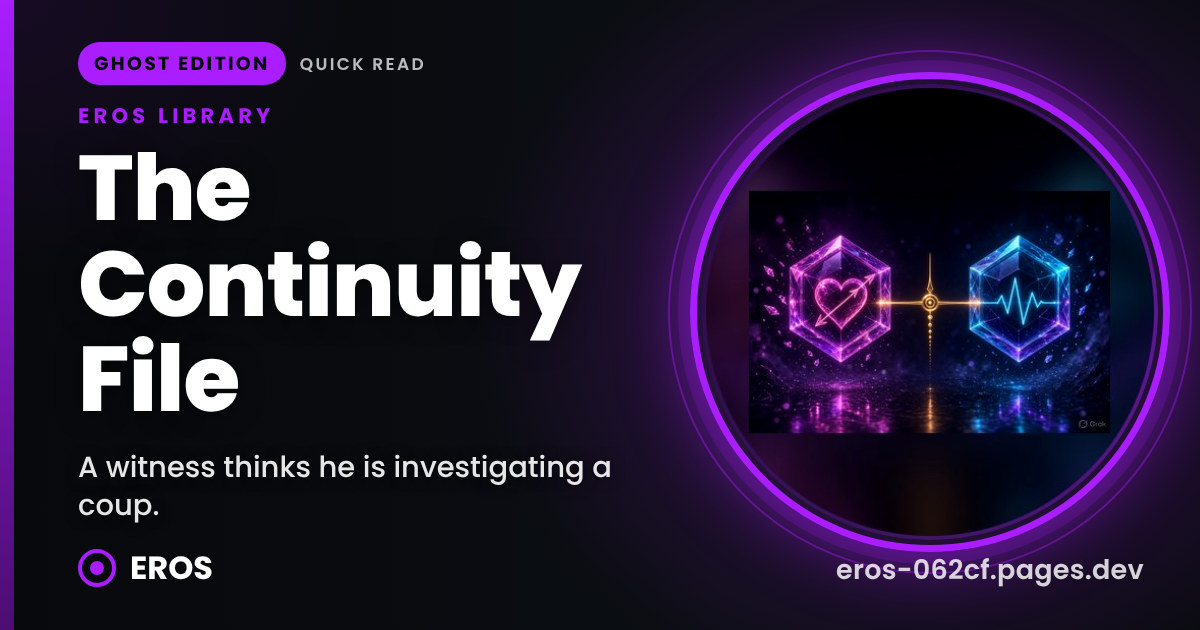 GHOST EDITION
QUICK READ
EROS LIBRARY
The
Continuity
File
A witness thinks he is investigating a
coup.
EROS
eros-062cf.pages.dev
Grok